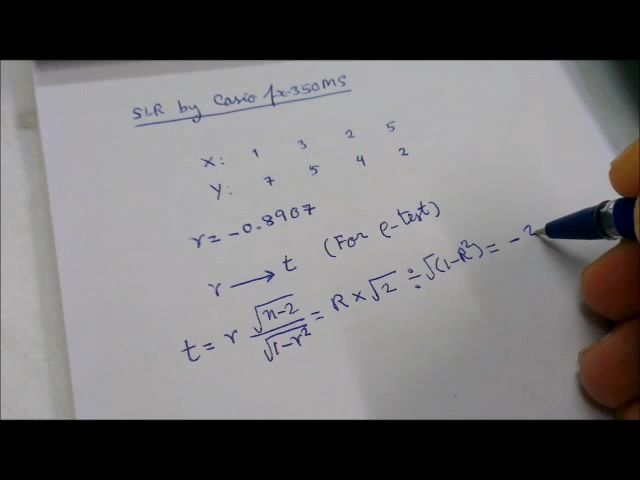 SLR by Casio fx-350MS
X: 1 3 2 5
Y: 7 5 4 2
r = -0.8907
r → t (For ρ-test)
t = r √(n-2) / √(1-r²) = R × √2 ÷ √(1-R²) = -2